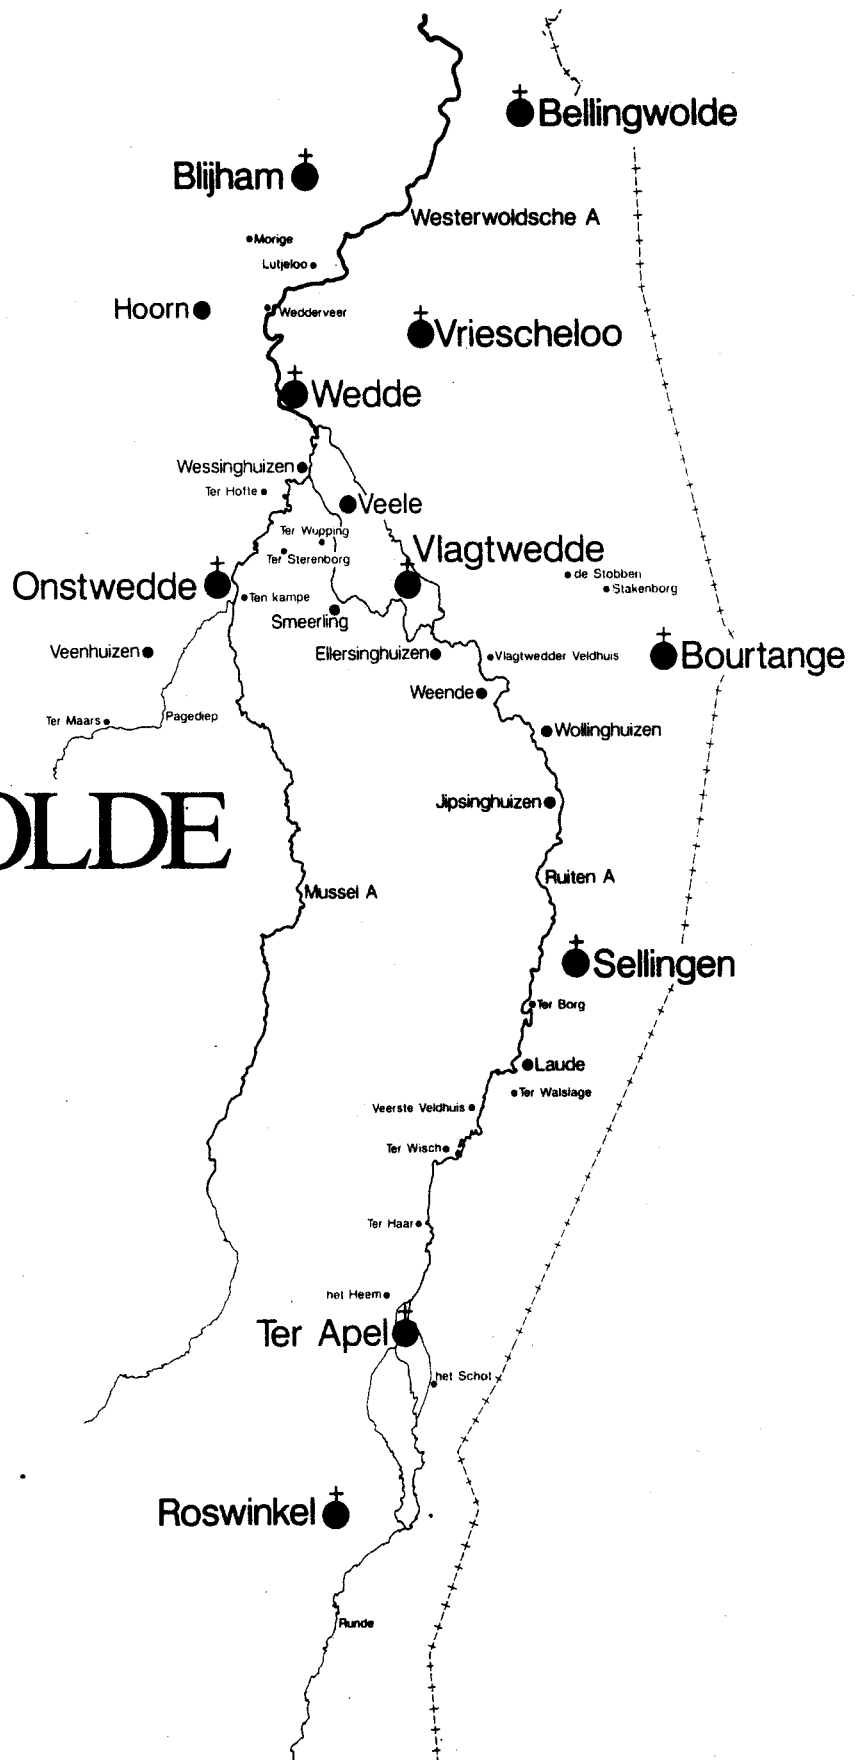 Bellingwolde
Blijham
Westerwoldsche A
Morige
Lutjeloo
Hoorn
Wedderveer
Vriescheloo
Wedde
Wessinghuizen
Ter Hofte
Veele
Ter Wupping
Vlagtwedde
Ter Sterenborg
de Stobben
Onstwedde
Stakenborg
Ten kampe
Smeerling
Veenhuizen
Ellersinghuizen
Vlagtwedder Veldhuis
Bourtange
Weende
Ter Maars
Pagediep
Wollinghuizen
Jipsinghuizen
OLDE
Ruiten A
Mussel A
Sellingen
Ter Borg
Laude
Ter Walslage
Veerste Veldhuis
Ter Wisch
Ter Haar
het Heem
Ter Apel
het Schot
Roswinkel
Runde